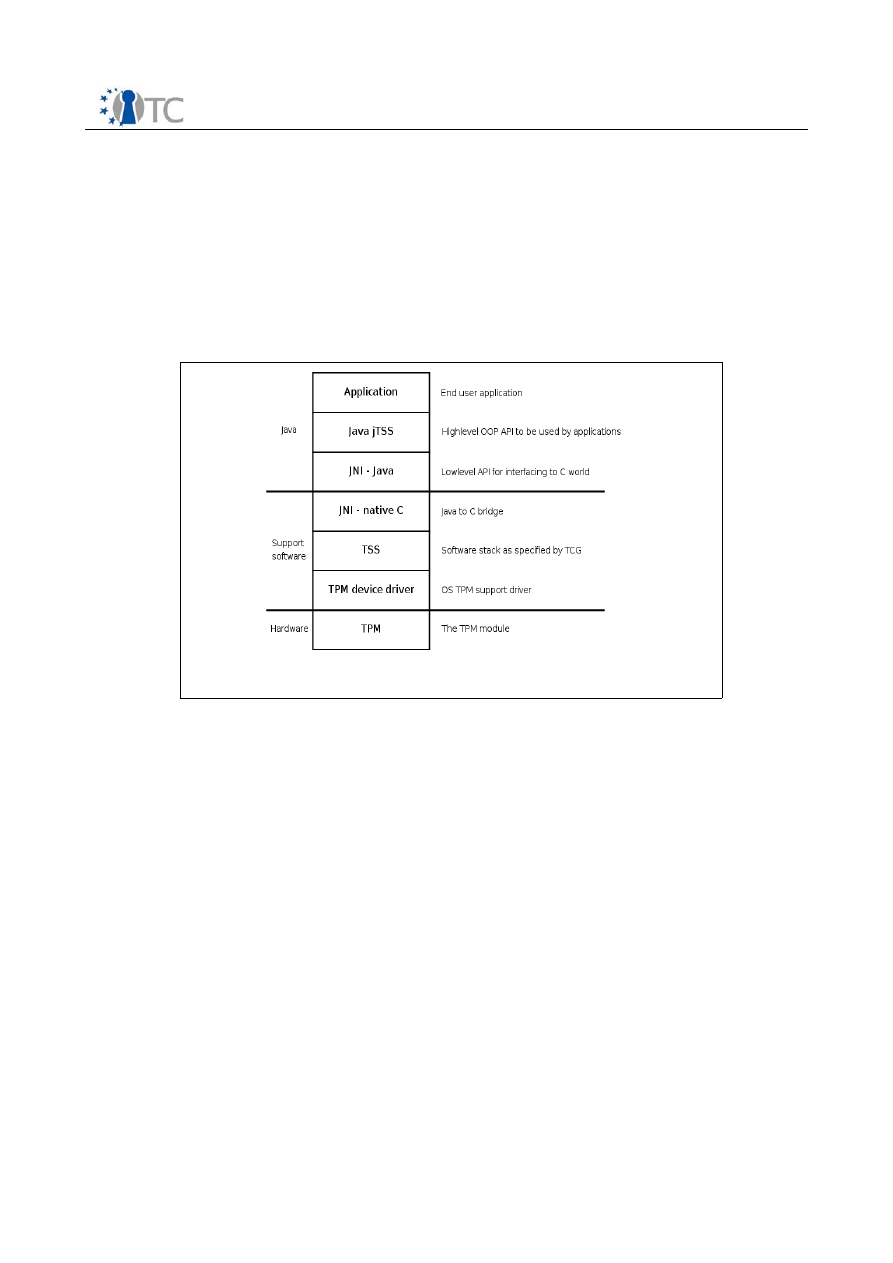 TC
Application End user application
Java Java jTSS Highlevel OOP API to be used by applications
JNI - Java Lowlevel API for interfacing to C world
JNI - native C Java to C bridge
Support
software TSS Software stack as specified by TCG
TPM device driver OS TPM support driver
Hardware TPM The TPM module